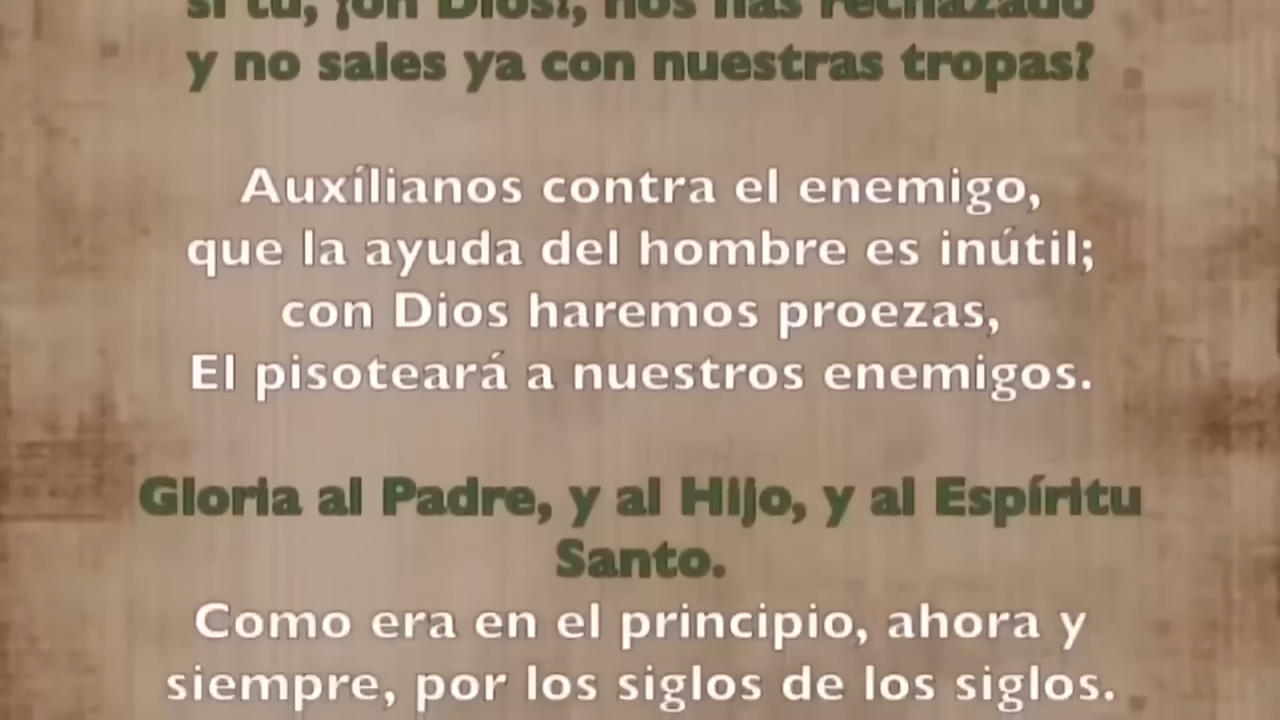 si tú, ¡oh Dios!, nos has rechazado
y no sales ya con nuestras tropas?
Auxílianos contra el enemigo,
que la ayuda del hombre es inútil;
con Dios haremos proezas,
El pisoteará a nuestros enemigos.
Gloria al Padre, y al Hijo, y al Espíritu
Santo.
Como era en el principio, ahora y
siempre, por los siglos de los siglos.